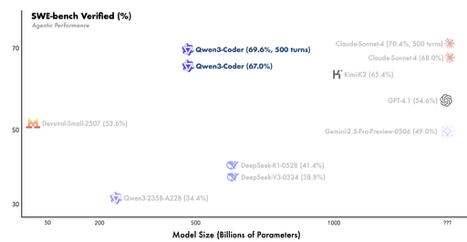 SWE-bench Verified (%)
Agentic Performance
70
Qwen3-Coder (69.6%, 500 turns)
Claude-Sonnet-4 (70.4%, 500 turns)
Qwen3-Coder (67.0%)
Claude-Sonnet-4 (68.0%)
Kimi-K2 (65.4%)
GPT-4.1 (54.6%)
50
Devstral-Small-2507 (53.6%)
Gemini-2.5-Pro-Preview-0506 (49.0%)
DeepSeek-R1-0528 (41.4%)
DeepSeek-V3-0324 (38.8%)
Qwen3-235B-A22B (34.4%)
30
50 200 500 1000 ???
Model Size (Billions of Parameters)